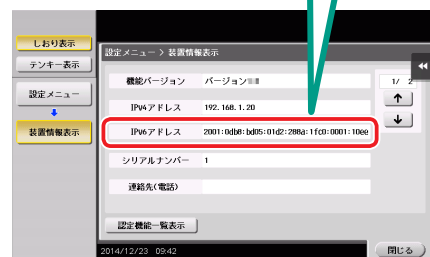 しおり表示
テンキー表示
設定メニュー
装置情報表示
設定メニュー > 装置情報表示
機能バージョン バージョン
1/ 2
IPv4アドレス 192.168.1.20
IPv6アドレス 2001:0db8:bd05:01d2:288a:1fc0:0001:10ee
シリアルナンバー 1
連絡先(電話)
認定機能一覧表示
2014/12/23 09:42
閉じる